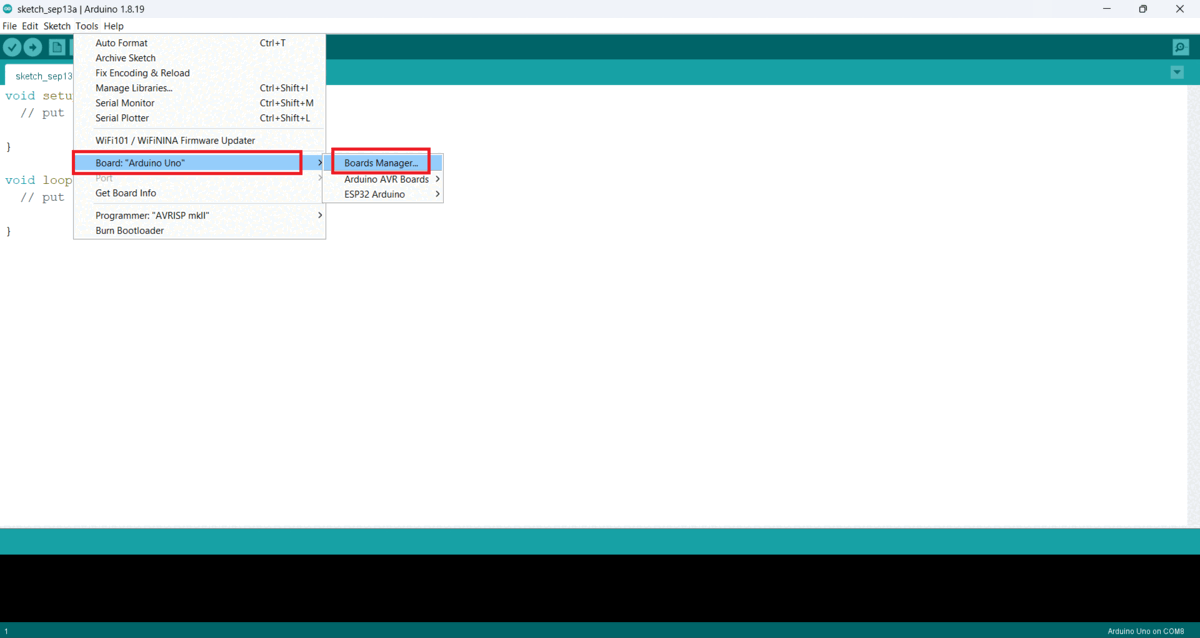 sketch_sep13a | Arduino 1.8.19
File Edit Sketch Tools Help
sketch_sep13
Auto Format Ctrl+T
Archive Sketch
Fix Encoding & Reload
Manage Libraries... Ctrl+Shift+I
Serial Monitor Ctrl+Shift+M
Serial Plotter Ctrl+Shift+L
WiFi101 / WiFiNINA Firmware Updater
Board: "Arduino Uno"
Port
Get Board Info
Programmer: "AVRISP mkII"
Burn Bootloader
Boards Manager...
Arduino AVR Boards
ESP32 Arduino
void setu
// put
}
void loop
// put
}
1
Arduino Uno on COM8